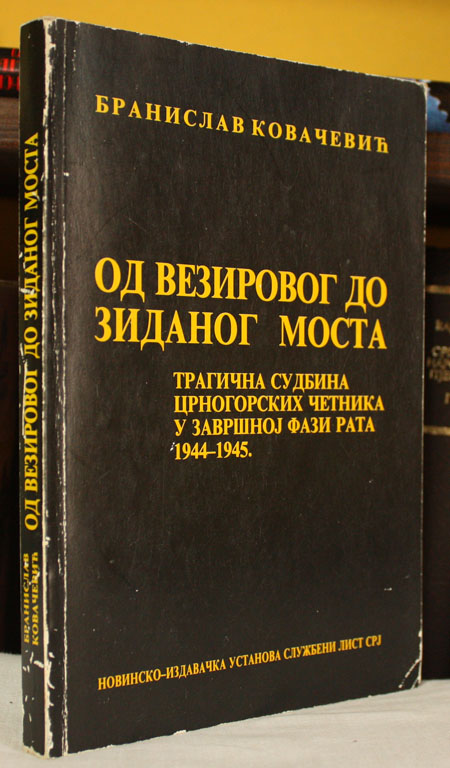 БРАНИСЛАВ КОВАЧЕВИЋ
ОД ВЕЗИРОВОГ ДО
ЗИДАНОГ МОСТА
ТРАГИЧНА СУДБИНА
ЦРНОГОРСКИХ ЧЕТНИКА
У ЗАВРШНОЈ ФАЗИ РАТА
1944–1945.
НОВИНСКО–ИЗДАВАЧКА УСТАНОВА СЛУЖБЕНИ ЛИСТ СРЈ
БРАНИСЛАВ
КОВАЧЕВИЋ
ОД ВЕЗИРОВОГ ДО ЗИДАНОГ МОСТА